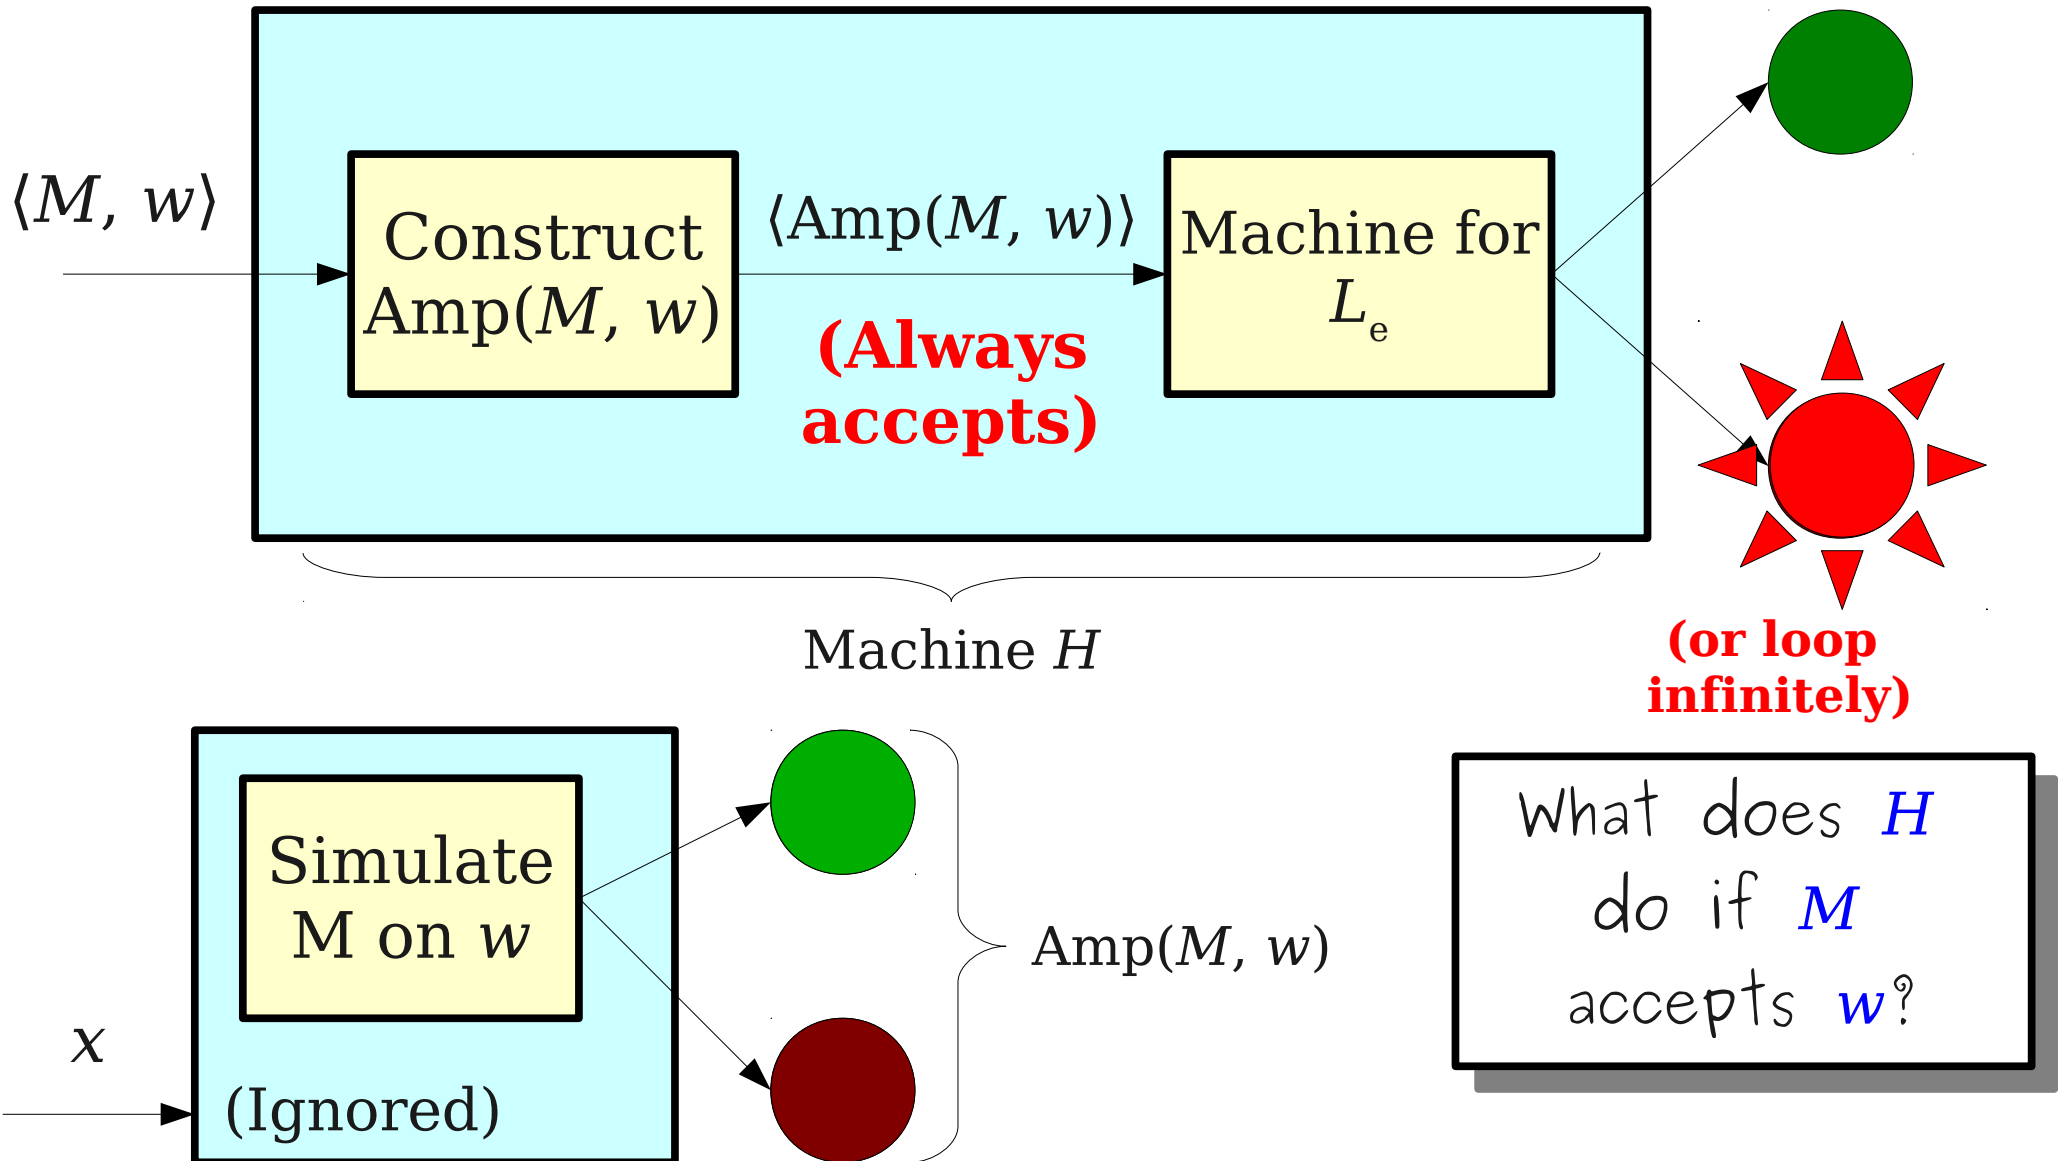 ⟨M, w⟩
Construct
Amp(M, w)
⟨Amp(M, w)⟩
(Always
accepts)
Machine for
Lₑ
Machine H
(or loop
infinitely)
Simulate
M on w
x
(Ignored)
Amp(M, w)
What does H
do if M
accepts w?